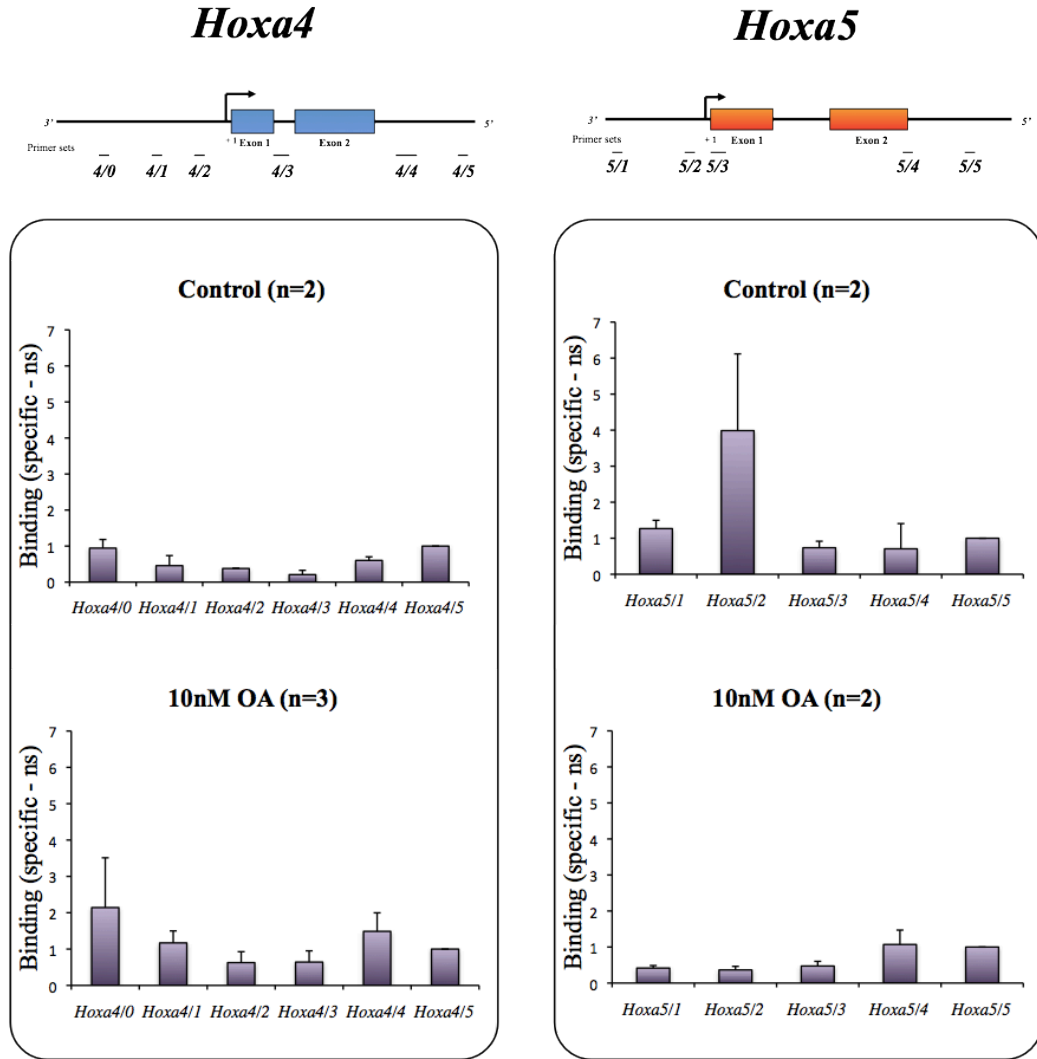 Hoxa4
3’ 5’
+ 1 Exon 1 Exon 2
Primer sets
4/0 4/1 4/2 4/3 4/4 4/5
Control (n=2)
Binding (specific - ns)
7
6
5
4
3
2
1
0
Hoxa4/0 Hoxa4/1 Hoxa4/2 Hoxa4/3 Hoxa4/4 Hoxa4/5
10nM OA (n=3)
Binding (specific - ns)
7
6
5
4
3
2
1
0
Hoxa4/0 Hoxa4/1 Hoxa4/2 Hoxa4/3 Hoxa4/4 Hoxa4/5
Hoxa5
3’ 5’
+ 1 Exon 1 Exon 2
Primer sets
5/1 5/2 5/3 5/4 5/5
Control (n=2)
Binding (specific - ns)
7
6
5
4
3
2
1
0
Hoxa5/1 Hoxa5/2 Hoxa5/3 Hoxa5/4 Hoxa5/5
10nM OA (n=2)
Binding (specific - ns)
7
6
5
4
3
2
1
0
Hoxa5/1 Hoxa5/2 Hoxa5/3 Hoxa5/4 Hoxa5/5